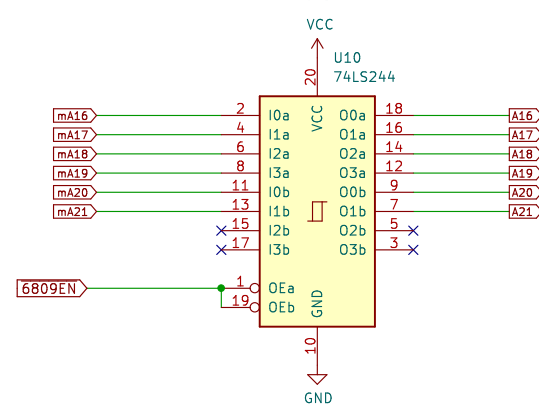 VCC
U10
74LS244
20
VCC
mA16 2 I0a O0a 18 A16
mA17 4 I1a O1a 16 A17
mA18 6 I2a O2a 14 A18
mA19 8 I3a O3a 12 A19
mA20 11 I0b O0b 9 A20
mA21 13 I1b O1b 7 A21
15 I2b O2b 5
17 I3b O3b 3
6809EN 1 OEa
19 OEb
GND
10
GND